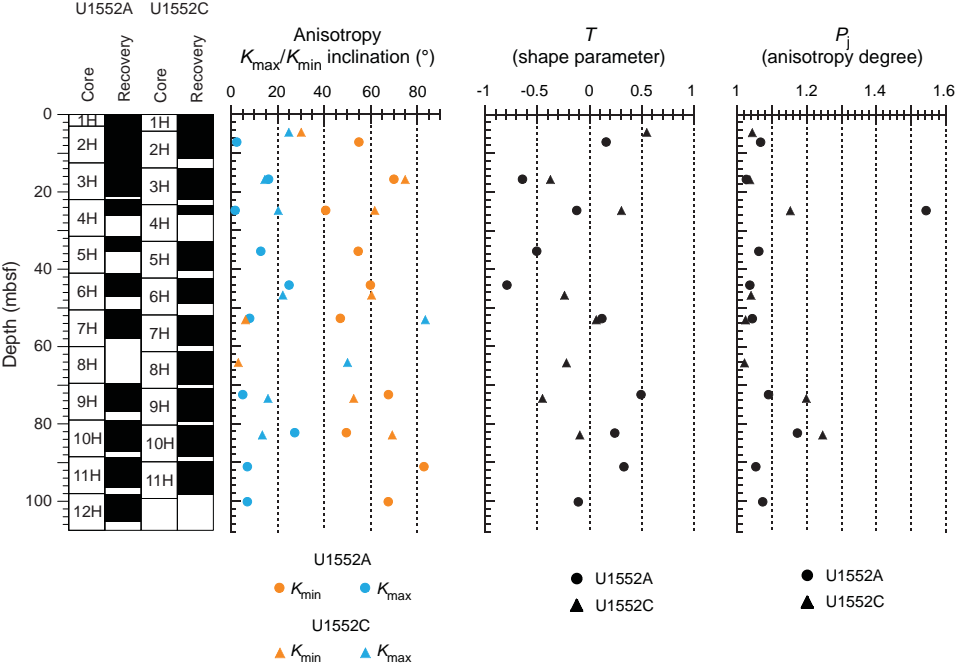 U1552A U1552C
Core Recovery Core Recovery
Anisotropy
Kmax/Kmin inclination (°)
T
(shape parameter)
Pj
(anisotropy degree)
0 20 40 60 80
-1 -0.5 0 0.5 1
1 1.2 1.4 1.6
Depth (mbsf)
0
20
40
60
80
100
1H
2H
3H
4H
5H
6H
7H
8H
9H
10H
11H
12H
1H
2H
3H
4H
5H
6H
7H
8H
9H
10H
11H
U1552A
Kmin Kmax
U1552C
Kmin Kmax
U1552A
U1552C
U1552A
U1552C